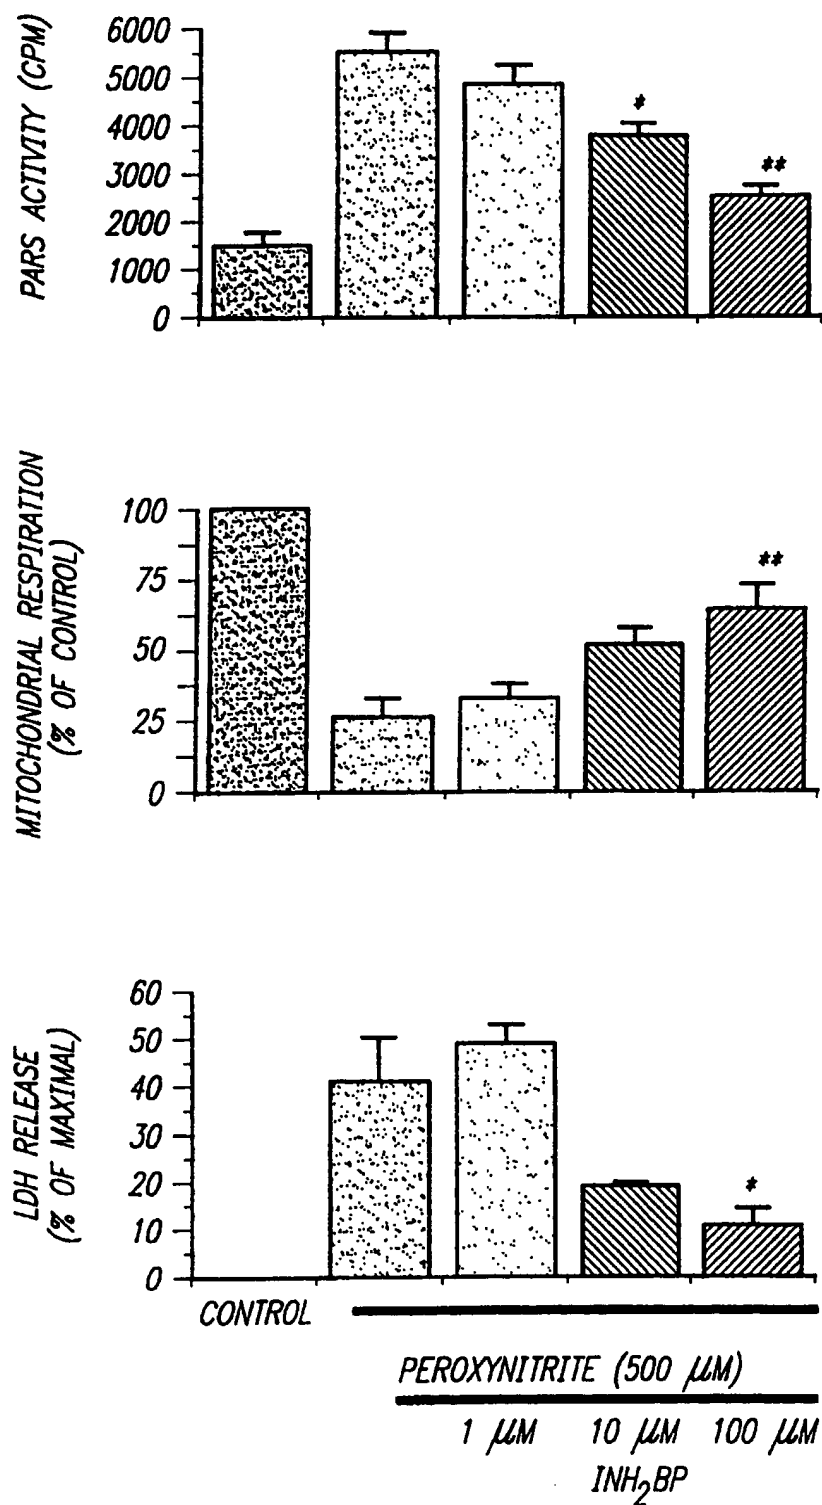 PARS ACTIVITY (CPM)
6000
5000
4000
3000
2000
1000
0
*
**
MITOCHONDRIAL RESPIRATION
(% OF CONTROL)
100
75
50
25
0
**
LDH RELEASE
(% OF MAXIMAL)
60
50
40
30
20
10
0
*
CONTROL
PEROXYNITRITE (500 μM)
1 μM 10 μM 100 μM
INH₂BP